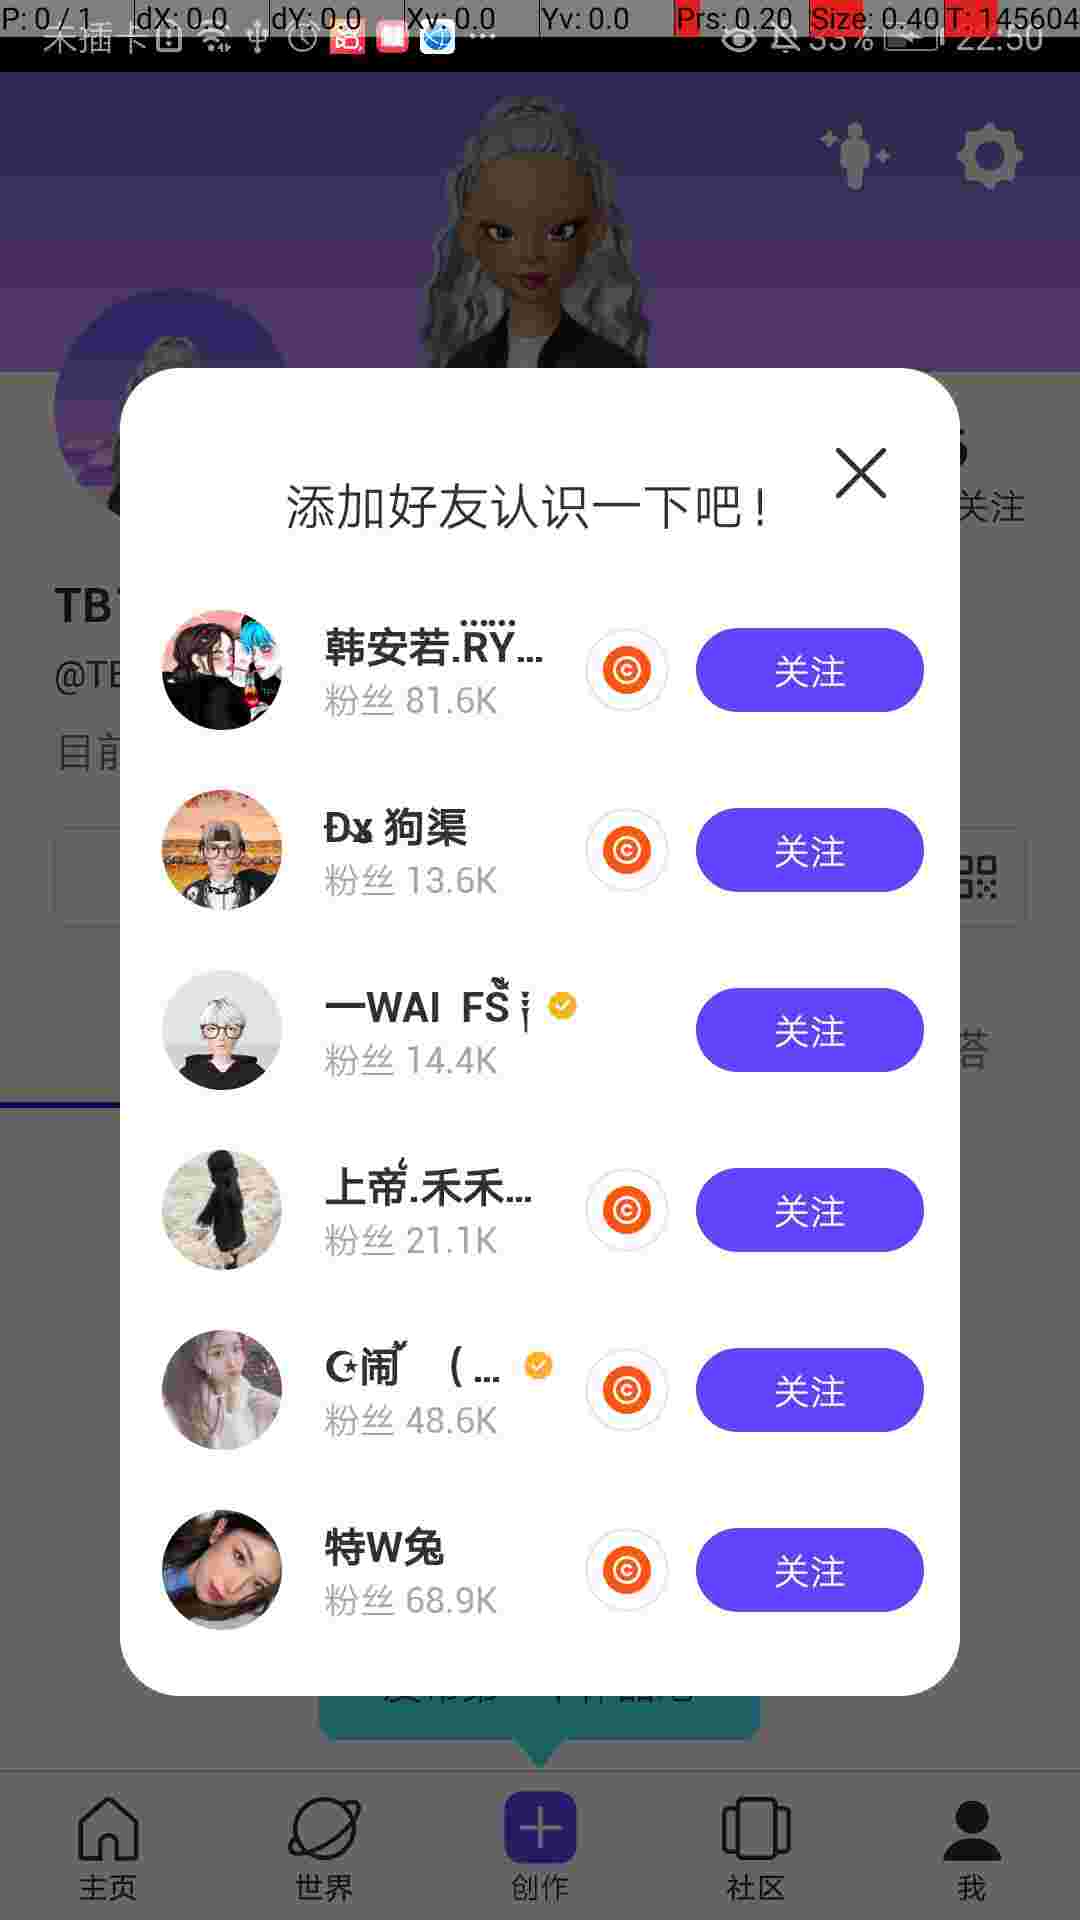 P: 0 / 1 dX: 0.0 dY: 0.0 Xv: 0.0 Yv: 0.0 Prs: 0.20 Size: 0.40 T: 145604
未插卡 33% 22:50
添加好友认识一下吧！
关注
TB
韩安若.RY...
关注
粉丝 81.6K
目前
狗渠
关注
粉丝 13.6K
一WAI FS
关注
粉丝 14.4K
答
上帝.禾禾...
关注
粉丝 21.1K
闹 ( ...
关注
粉丝 48.6K
特W兔
关注
粉丝 68.9K
主页 世界 创作 社区 我